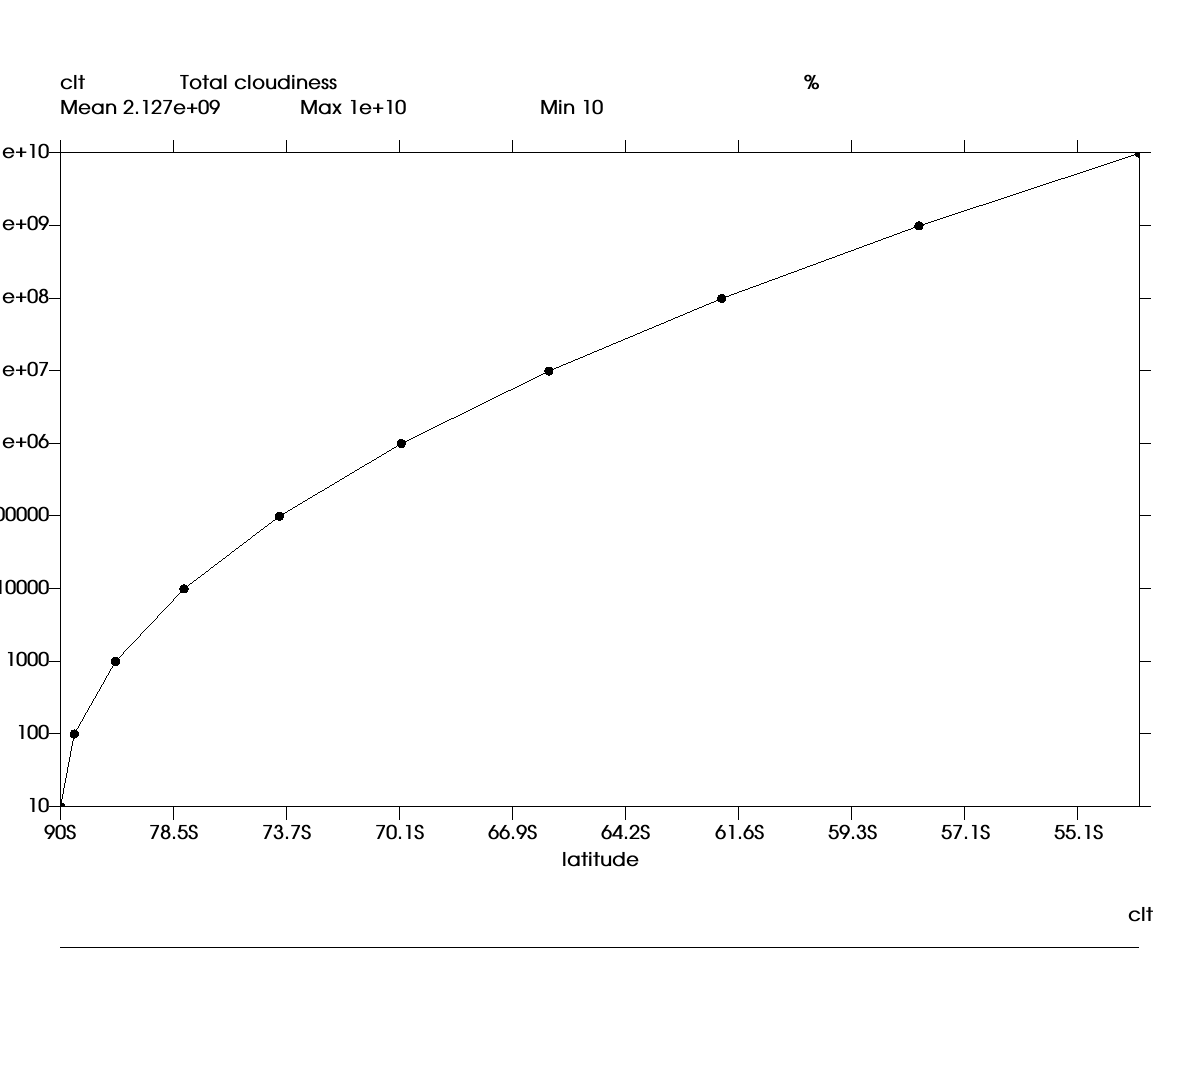 clt Total cloudiness %
Mean 2.127e+09 Max 1e+10 Min 10
e+10
e+09
e+08
e+07
e+06
00000
10000
1000
100
10
90S 78.5S 73.7S 70.1S 66.9S 64.2S 61.6S 59.3S 57.1S 55.1S
latitude
clt